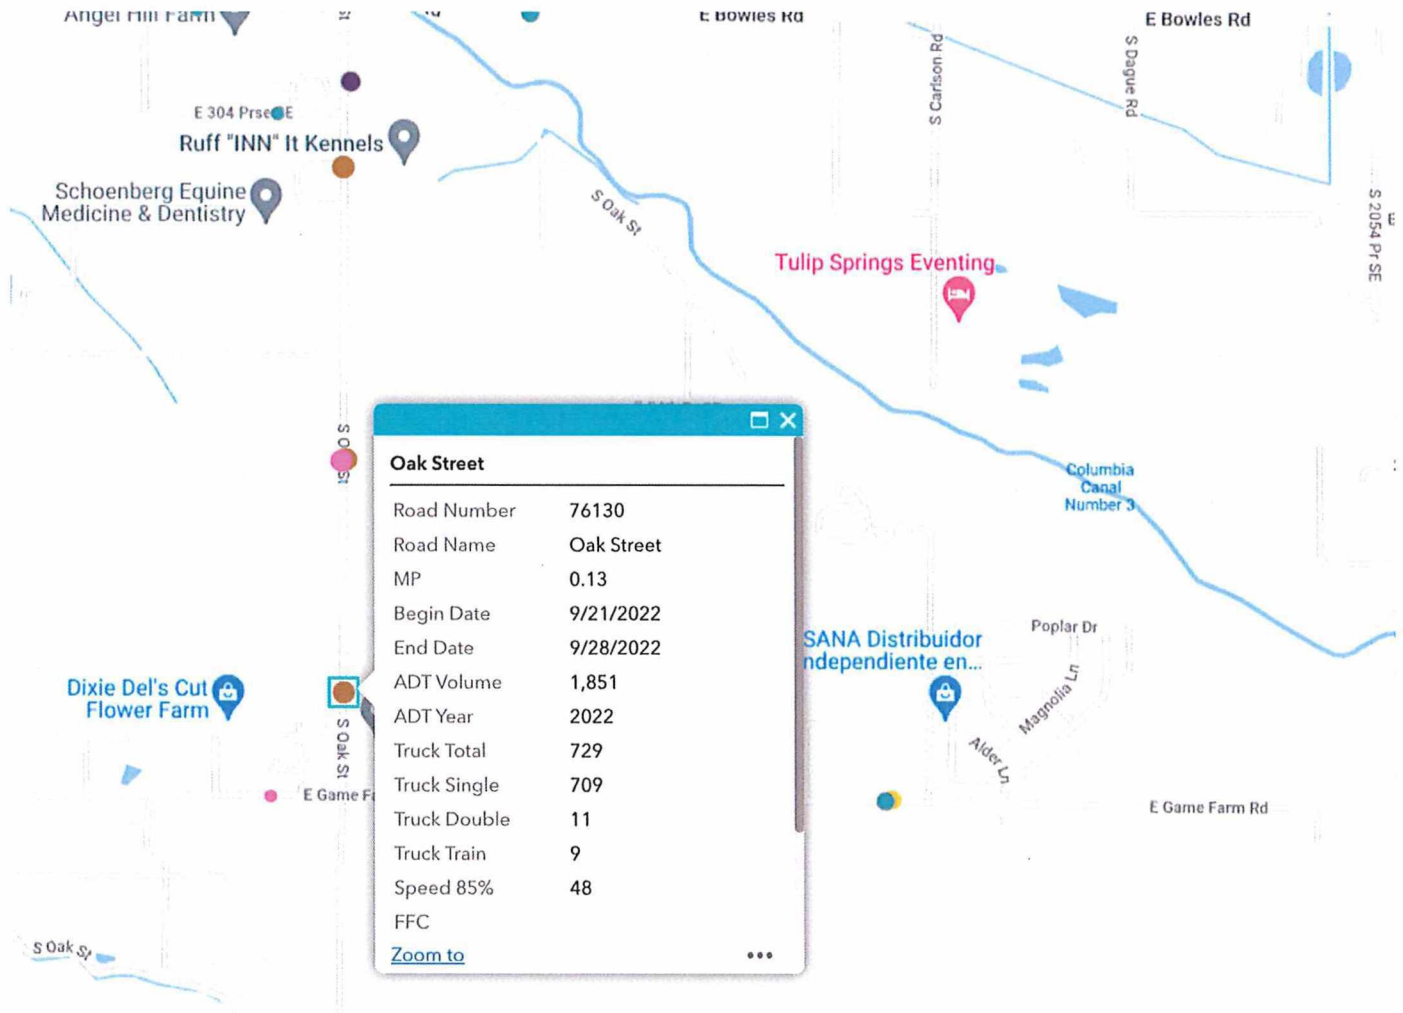 Angel Hill Farm
E Bowles Rd
E Bowles Rd
S Carlson Rd
S Dague Rd
E 304 Prse E
Ruff "INN" It Kennels
Schoenberg Equine
Medicine & Dentistry
S Oak St
S 2054 Pr SE
E
Tulip Springs Eventing
S O
St
Columbia
Canal
Number 3
Oak Street
Road Number 76130
Road Name Oak Street
MP 0.13
Begin Date 9/21/2022
End Date 9/28/2022
ADT Volume 1,851
ADT Year 2022
Truck Total 729
Truck Single 709
Truck Double 11
Truck Train 9
Speed 85% 48
FFC
Zoom to
SANA Distribuidor
ndependiente en...
Poplar Dr
Magnolia Ln
Alder Ln
Dixie Del's Cut
Flower Farm
S Oak St
E Game Fa
E Game Farm Rd
S Oak St